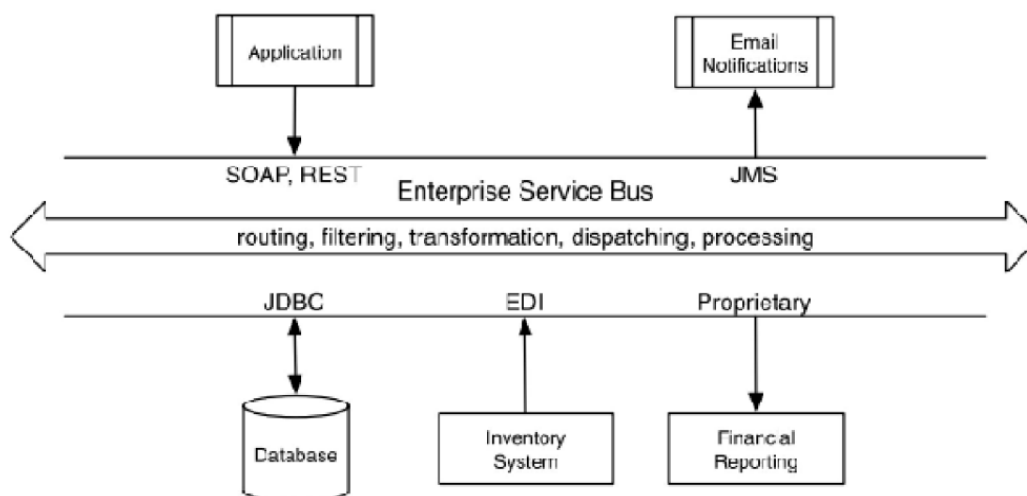 Application
Email
Notifications
SOAP, REST
JMS
Enterprise Service Bus
routing, filtering, transformation, dispatching, processing
JDBC
EDI
Proprietary
Database
Inventory
System
Financial
Reporting